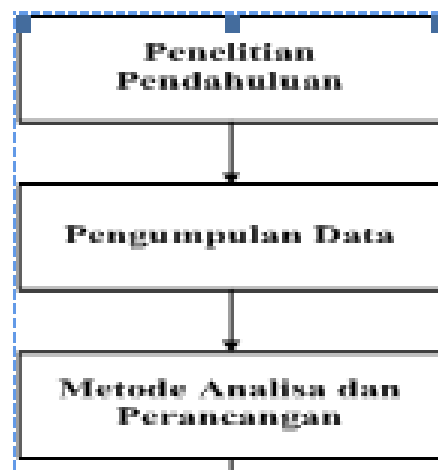 Penelitian
Pendahuluan
Pengumpulan Data
Metode Analisa dan
Perancangan